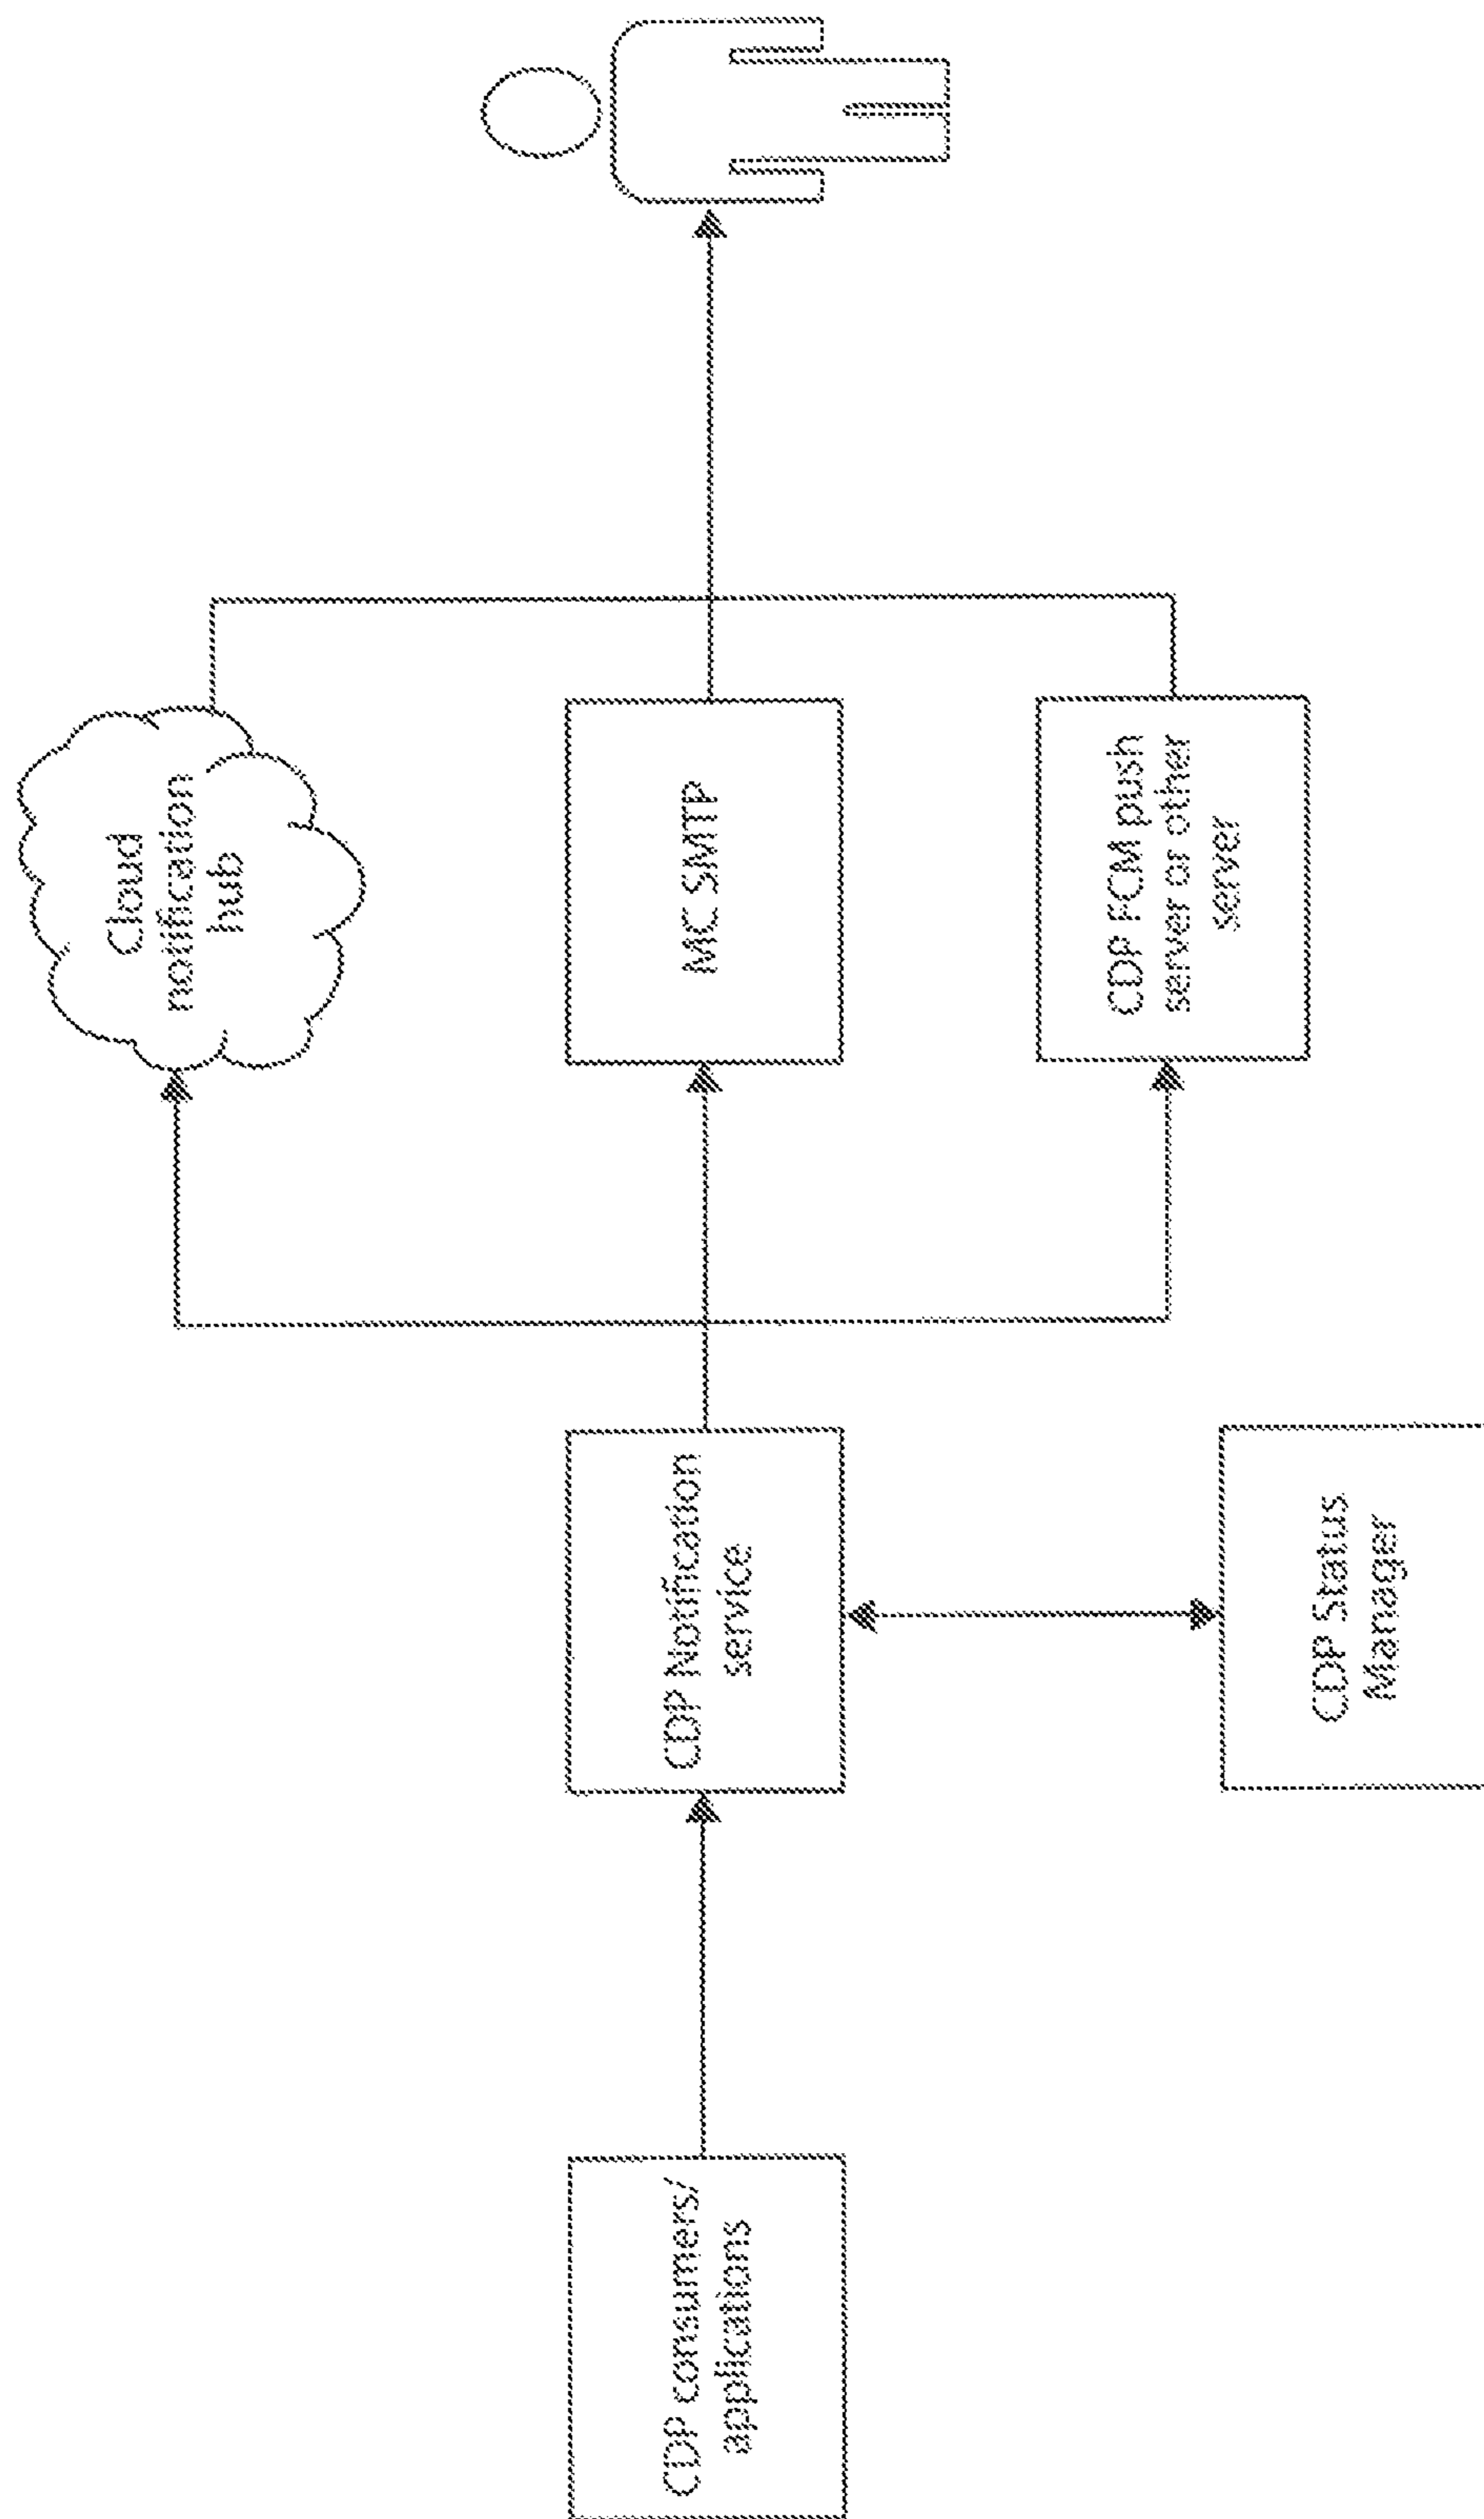 CDP consumers/
applications
CDP Notification
service
CDP Status
Manager
Cloud
notification
hub
MC SMTP
CDP FCM push
server or other
server